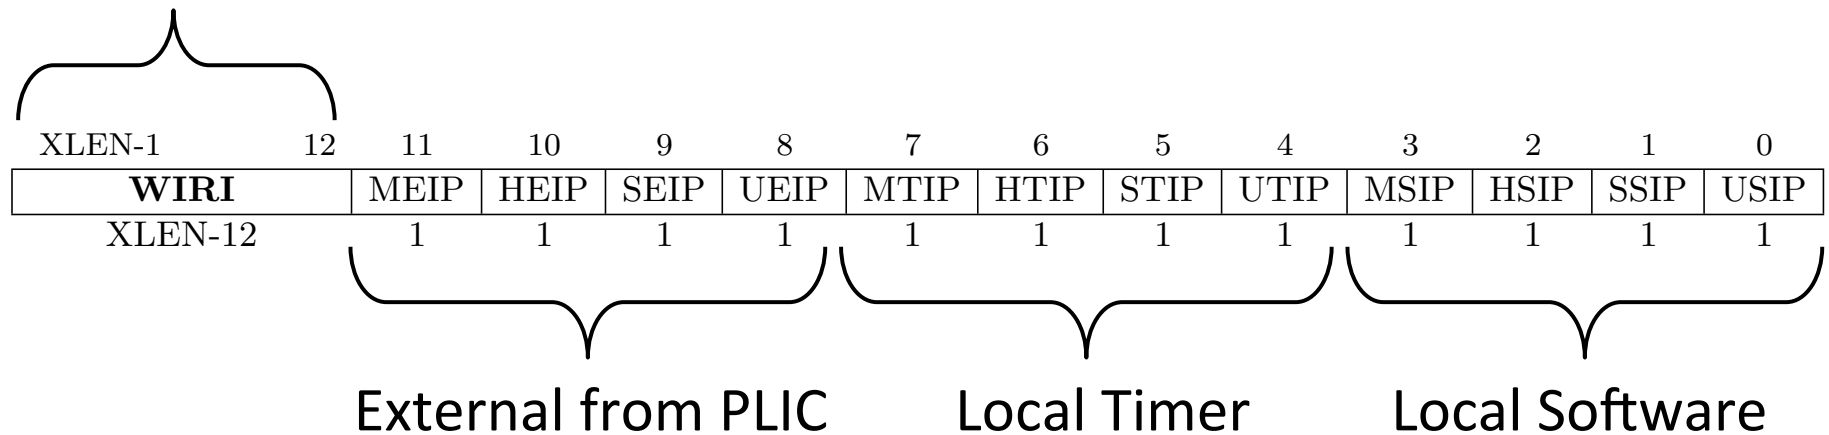 XLEN-1 12 11 10 9 8 7 6 5 4 3 2 1 0
WIRI MEIP HEIP SEIP UEIP MTIP HTIP STIP UTIP MSIP HSIP SSIP USIP
XLEN-12 1 1 1 1 1 1 1 1 1 1 1 1
External from PLIC Local Timer Local Software